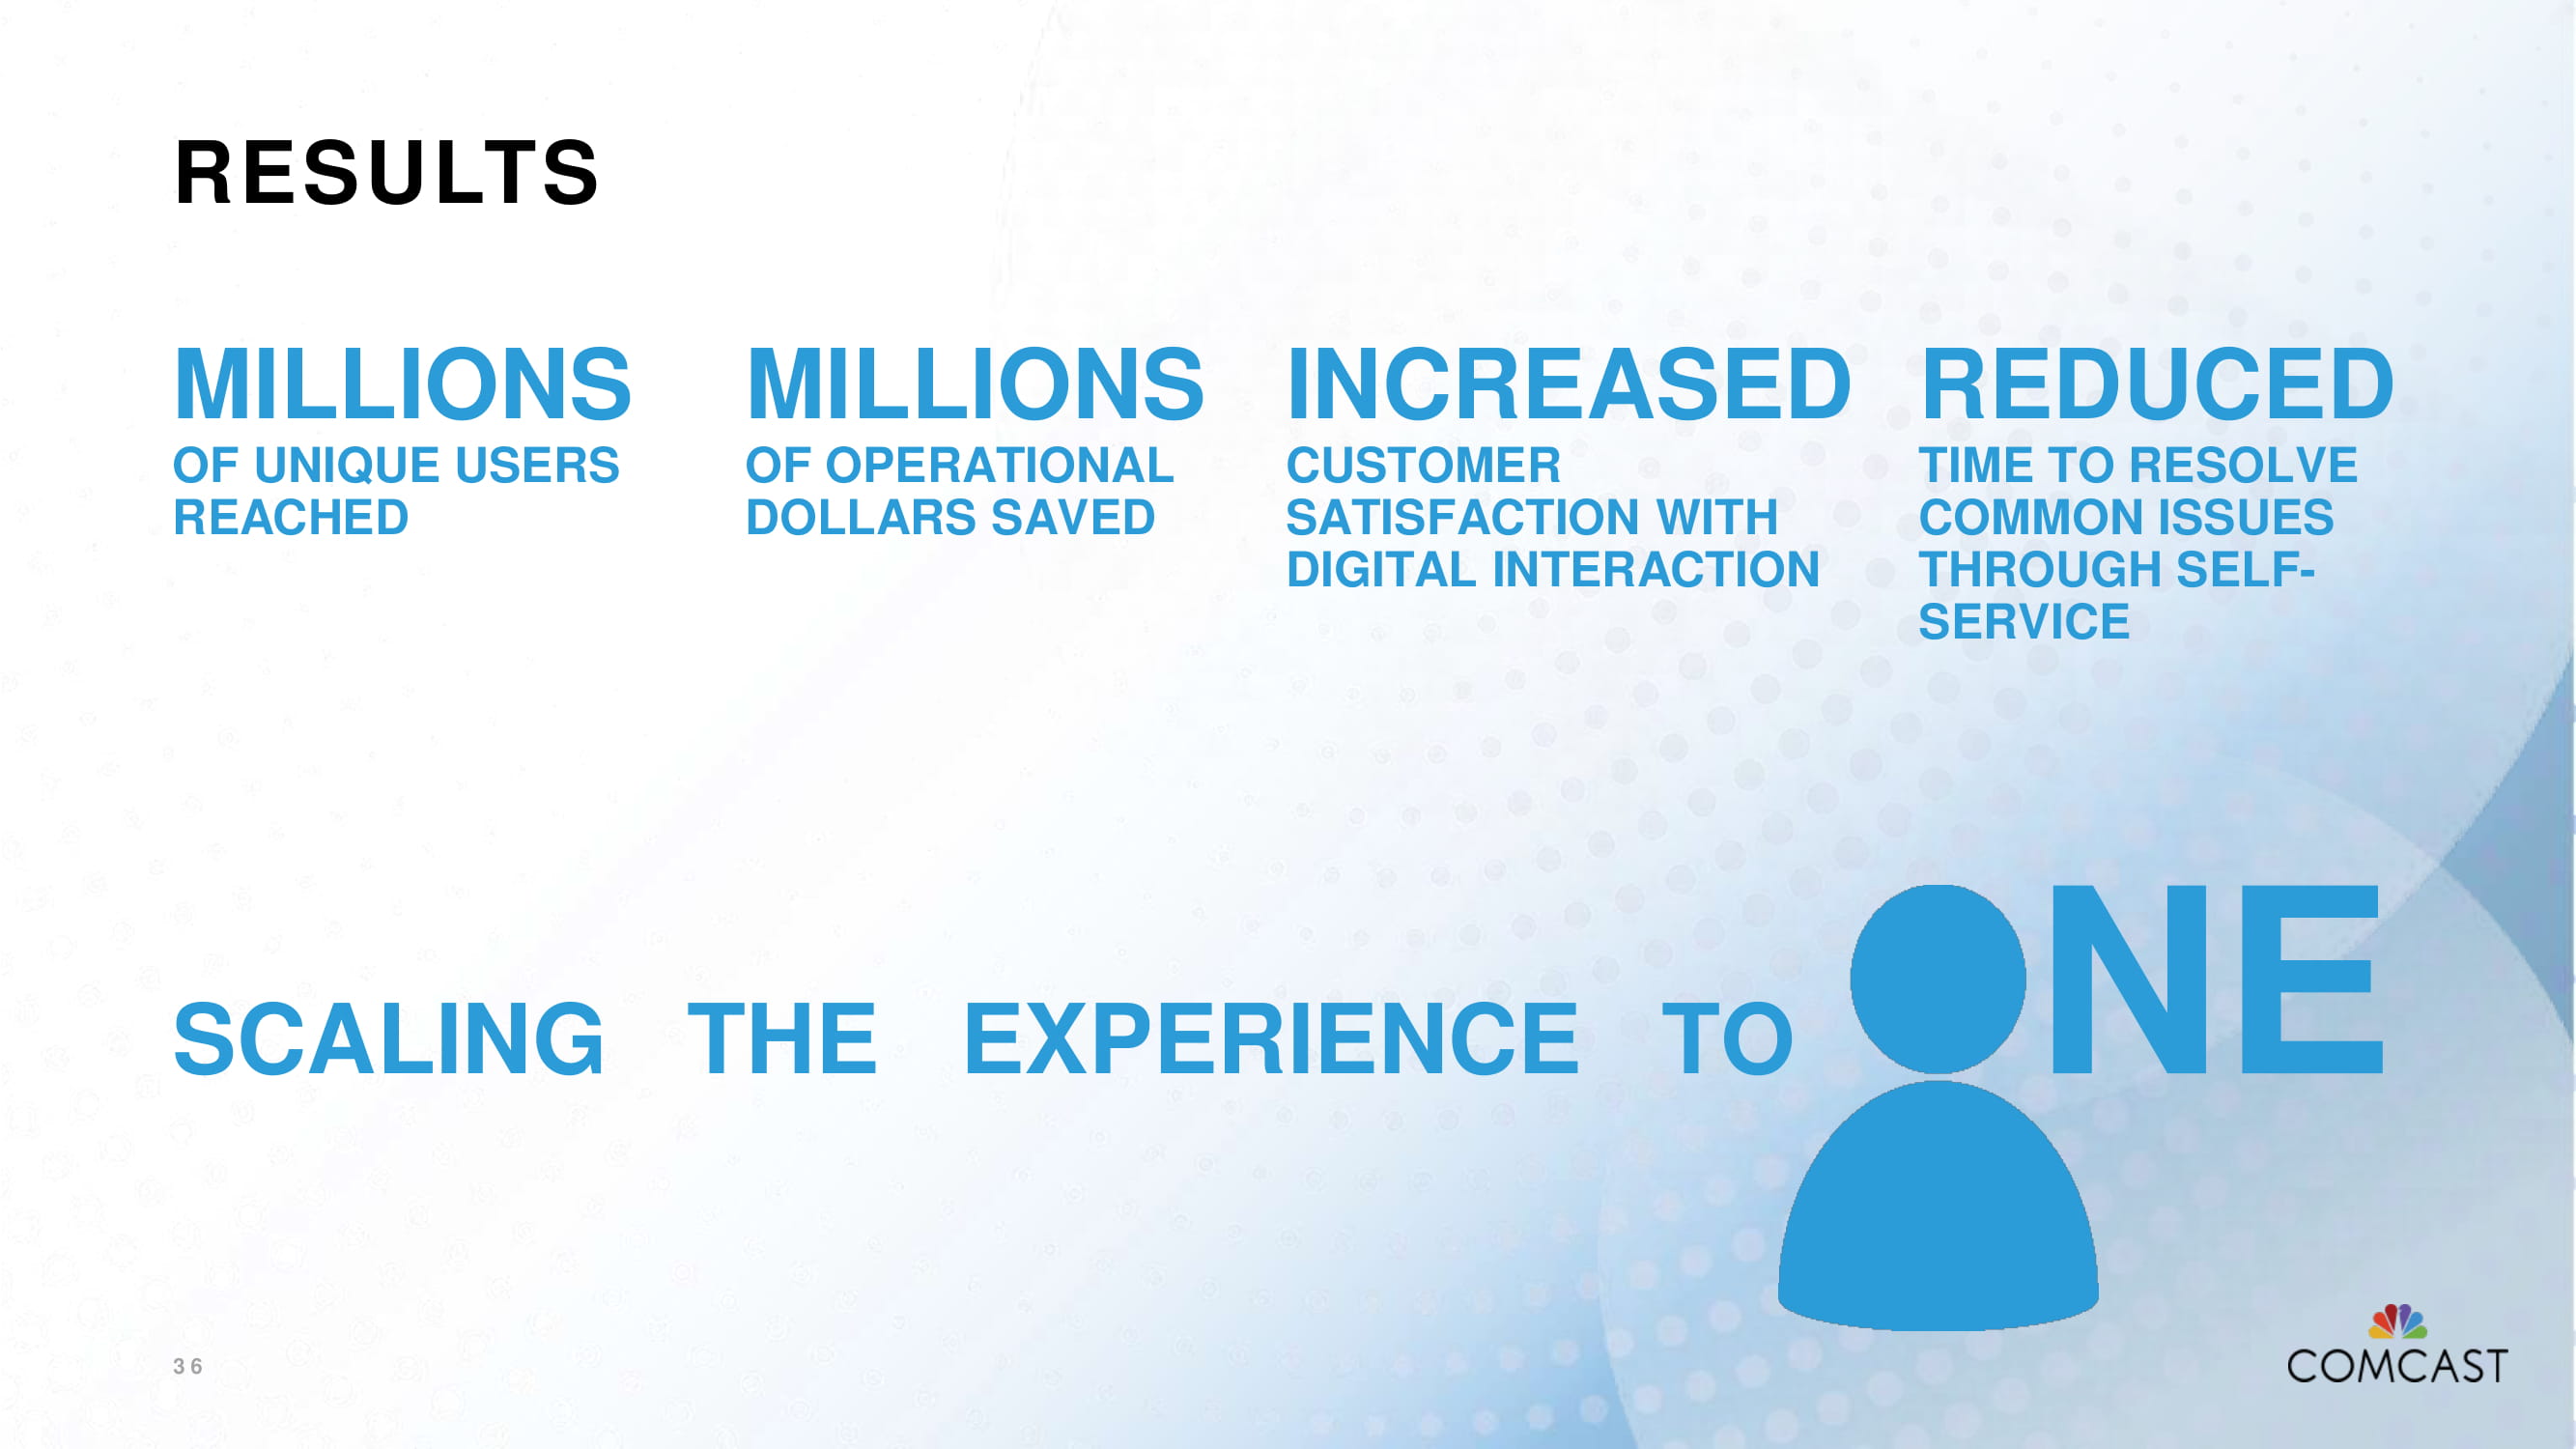 RESULTS
MILLIONS
OF UNIQUE USERS
REACHED
MILLIONS
OF OPERATIONAL
DOLLARS SAVED
INCREASED
CUSTOMER
SATISFACTION WITH
DIGITAL INTERACTION
REDUCED
TIME TO RESOLVE
COMMON ISSUES
THROUGH SELF-
SERVICE
SCALING THE EXPERIENCE TO NE
36
COMCAST